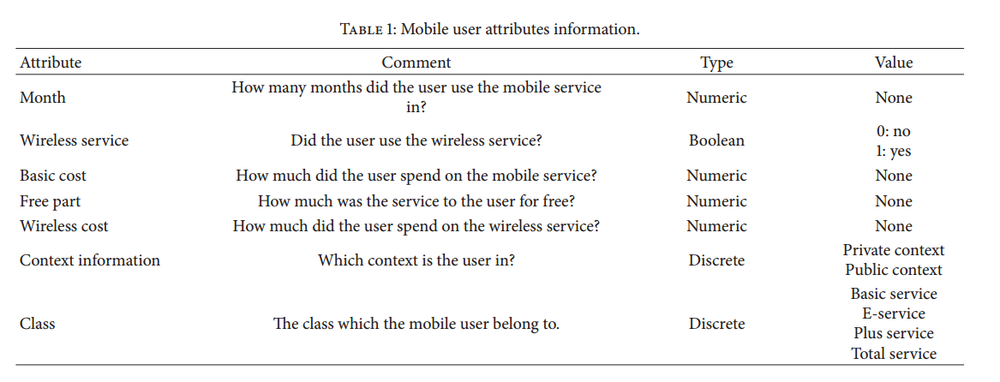 TABLE 1: Mobile user attributes information.
Attribute Comment Type Value
Month How many months did the user use the mobile service in? Numeric None
Wireless service Did the user use the wireless service? Boolean 0: no
1: yes
Basic cost How much did the user spend on the mobile service? Numeric None
Free part How much was the service to the user for free? Numeric None
Wireless cost How much did the user spend on the wireless service? Numeric None
Context information Which context is the user in? Discrete Private context
Public context
Class The class which the mobile user belong to. Discrete Basic service
E-service
Plus service
Total service